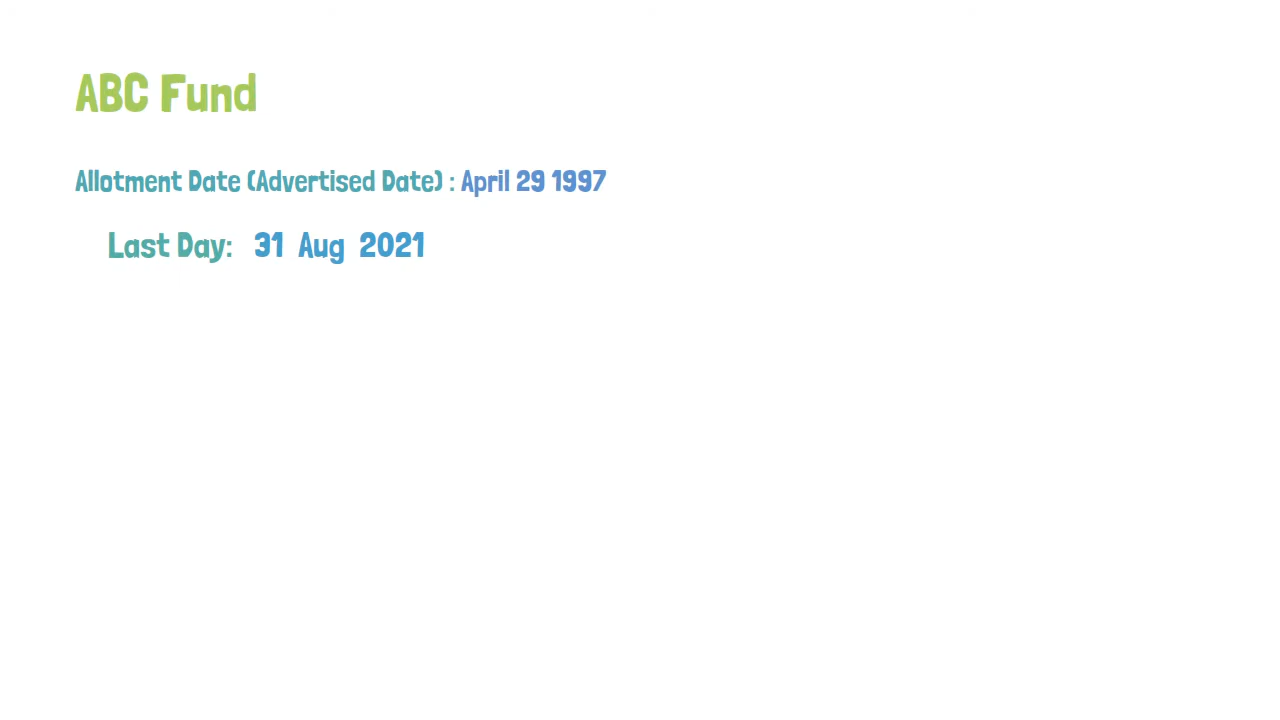 ABC Fund
Allotment Date (Advertised Date) : April 29 1997
Last Day: 31 Aug 2021